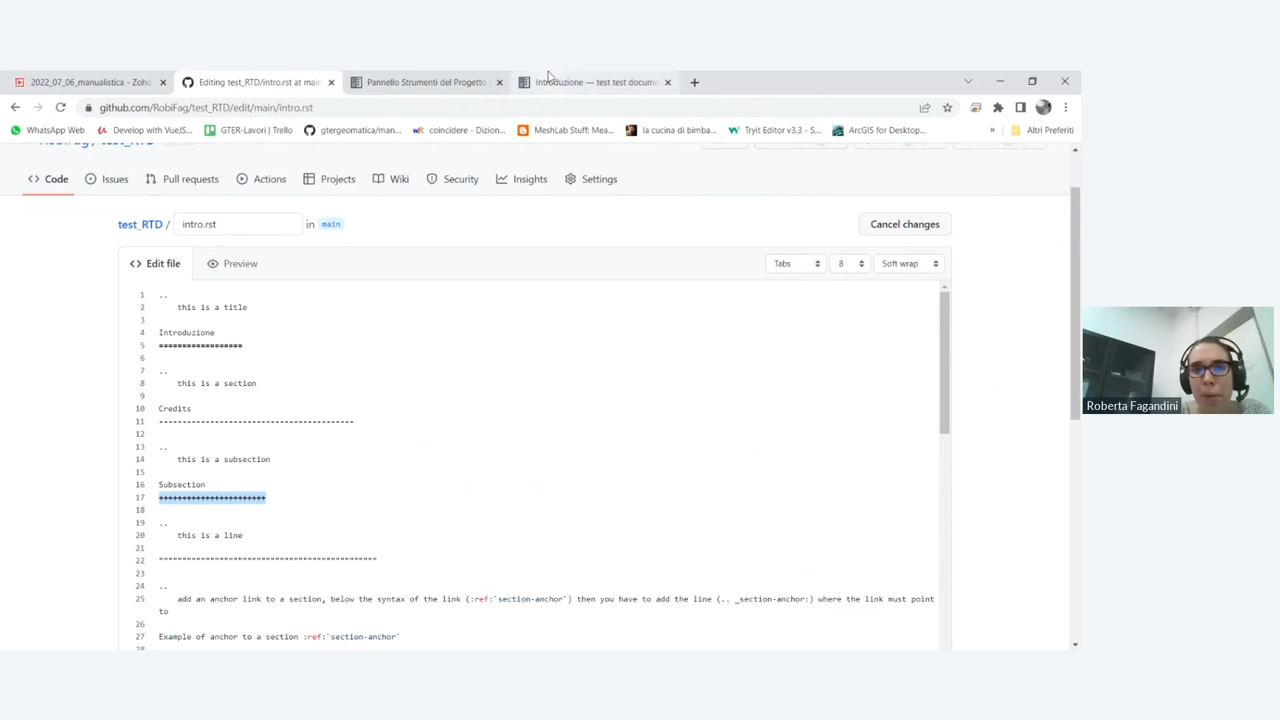 2022_07_06_manualistica – Zoho
Editing test_RTD/intro.rst at main
Pannello Strumenti del Progetto
Introduzione — test test docume
github.com/RobiFag/test_RTD/edit/main/intro.rst
WhatsApp Web
Develop with VueJS...
GTER-Lavori | Trello
gtergeomatica/man...
coincidere - Dizion...
MeshLab Stuff: Mea...
la cucina di bimba...
Tryit Editor v3.3 - S...
ArcGIS for Desktop...
»
Altri Preferiti
Code
Issues
Pull requests
Actions
Projects
Wiki
Security
Insights
Settings
test_RTD / intro.rst in main
Cancel changes
<> Edit file
Preview
Tabs
8
Soft wrap
1 ..
2 this is a title
3
4 Introduzione
5 ==================
6
7 ..
8 this is a section
9
10 Credits
11 ------------------------------------------
12
13 ..
14 this is a subsection
15
16 Subsection
17 +++++++++++++++++++++++
18
19 ..
20 this is a line
21
22 """""""""""""""""""""""""""""""""""""""""""""""
23
24 ..
25 add an anchor link to a section, below the syntax of the link (:ref:`section-anchor`) then you have to add the line (.. _section-anchor:) where the link must point
to
26
27 Example of anchor to a section :ref:`section-anchor`
Roberta Fagandini